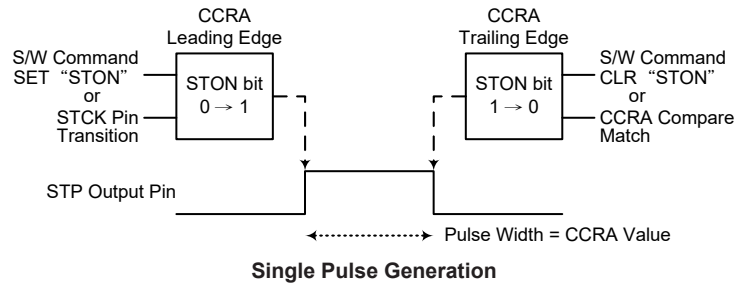 CCRA
Leading Edge
CCRA
Trailing Edge
S/W Command
SET “STON”
or
STCK Pin
Transition
STON bit
0 → 1
STON bit
1 → 0
S/W Command
CLR “STON”
or
CCRA Compare
Match
STP Output Pin
Pulse Width = CCRA Value
Single Pulse Generation